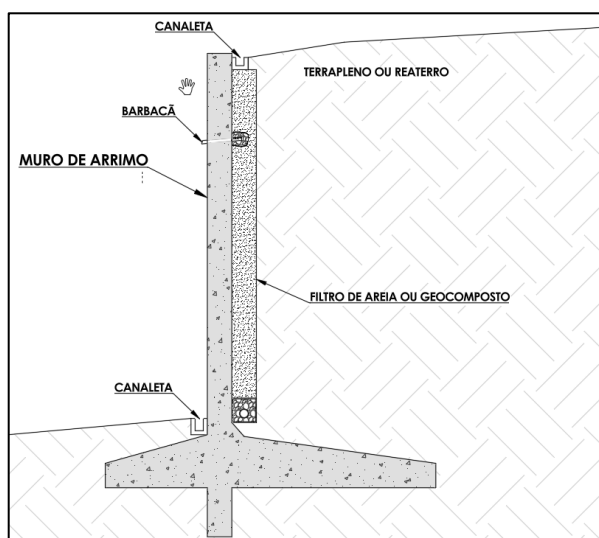 CANALETA
TERRAPLENO OU REATERRO
BARBACÃ
MURO DE ARRIMO
FILTRO DE AREIA OU GEOCOMPOSTO
CANALETA